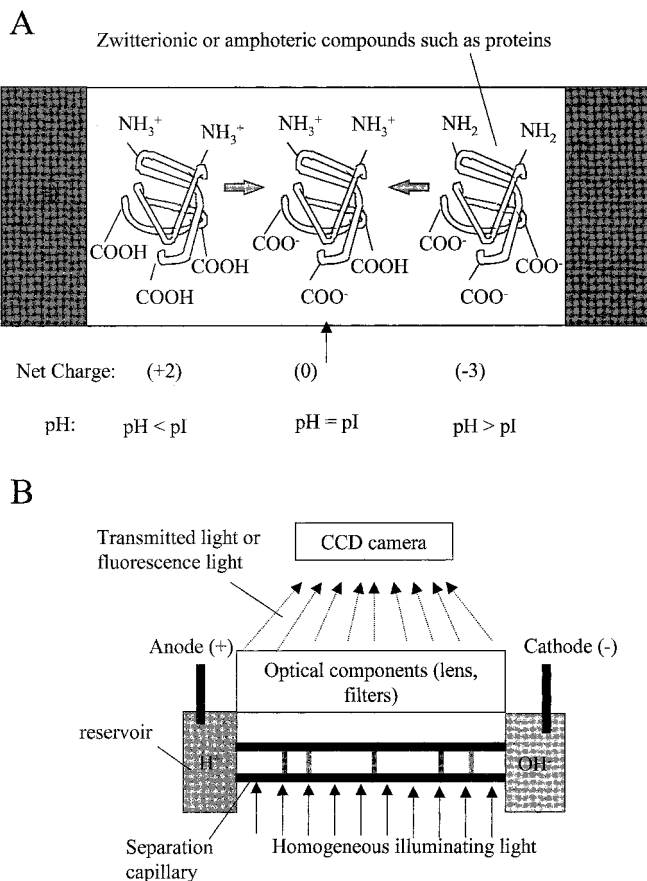 A
Zwitterionic or amphoteric compounds such as proteins
NH₃⁺ NH₃⁺ NH₃⁺ NH₃⁺ NH₂ NH₂
COOH COOH COO⁻ COOH COO⁻ COO⁻
COOH COO⁻ COO⁻
Net Charge: (+2) (0) (-3)
pH: pH < pI pH = pI pH > pI
B
Transmitted light or
fluorescence light
CCD camera
Anode (+)
Cathode (-)
Optical components (lens,
filters)
reservoir
H⁺
OH⁻
Separation
capillary
Homogeneous illuminating light